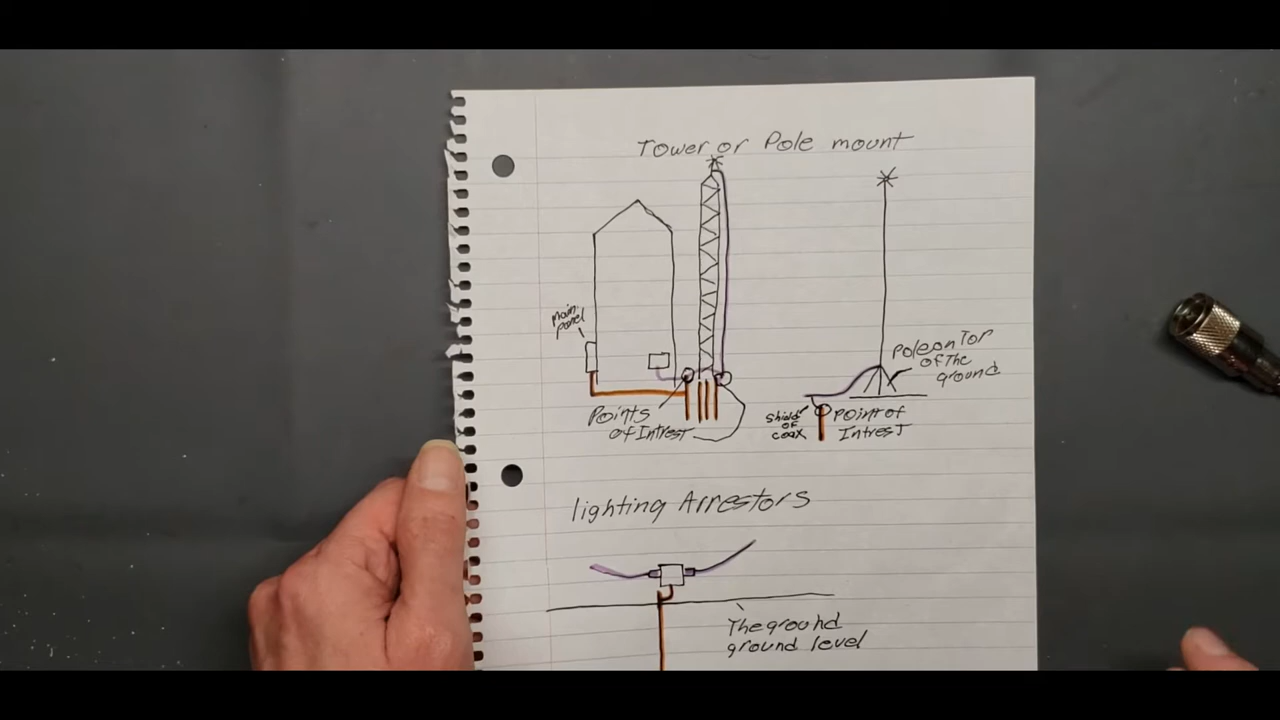 Tower or Pole mount
main
panel
Pole on Top
of The
ground
Points
of Intrest
Shield
of
coax
Point of
Intrest
lighting Arrestors
The ground
ground level